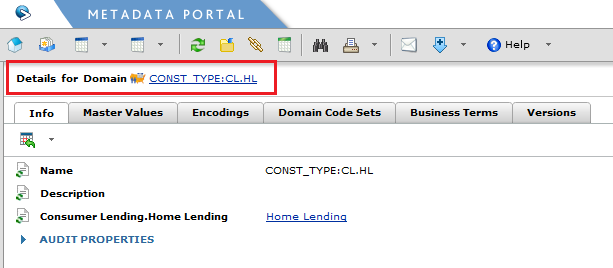 METADATA PORTAL
Help
Details for Domain CONST_TYPE:CL.HL
Info Master Values Encodings Domain Code Sets Business Terms Versions
Name CONST_TYPE:CL.HL
Description
Consumer Lending.Home Lending Home Lending
AUDIT PROPERTIES